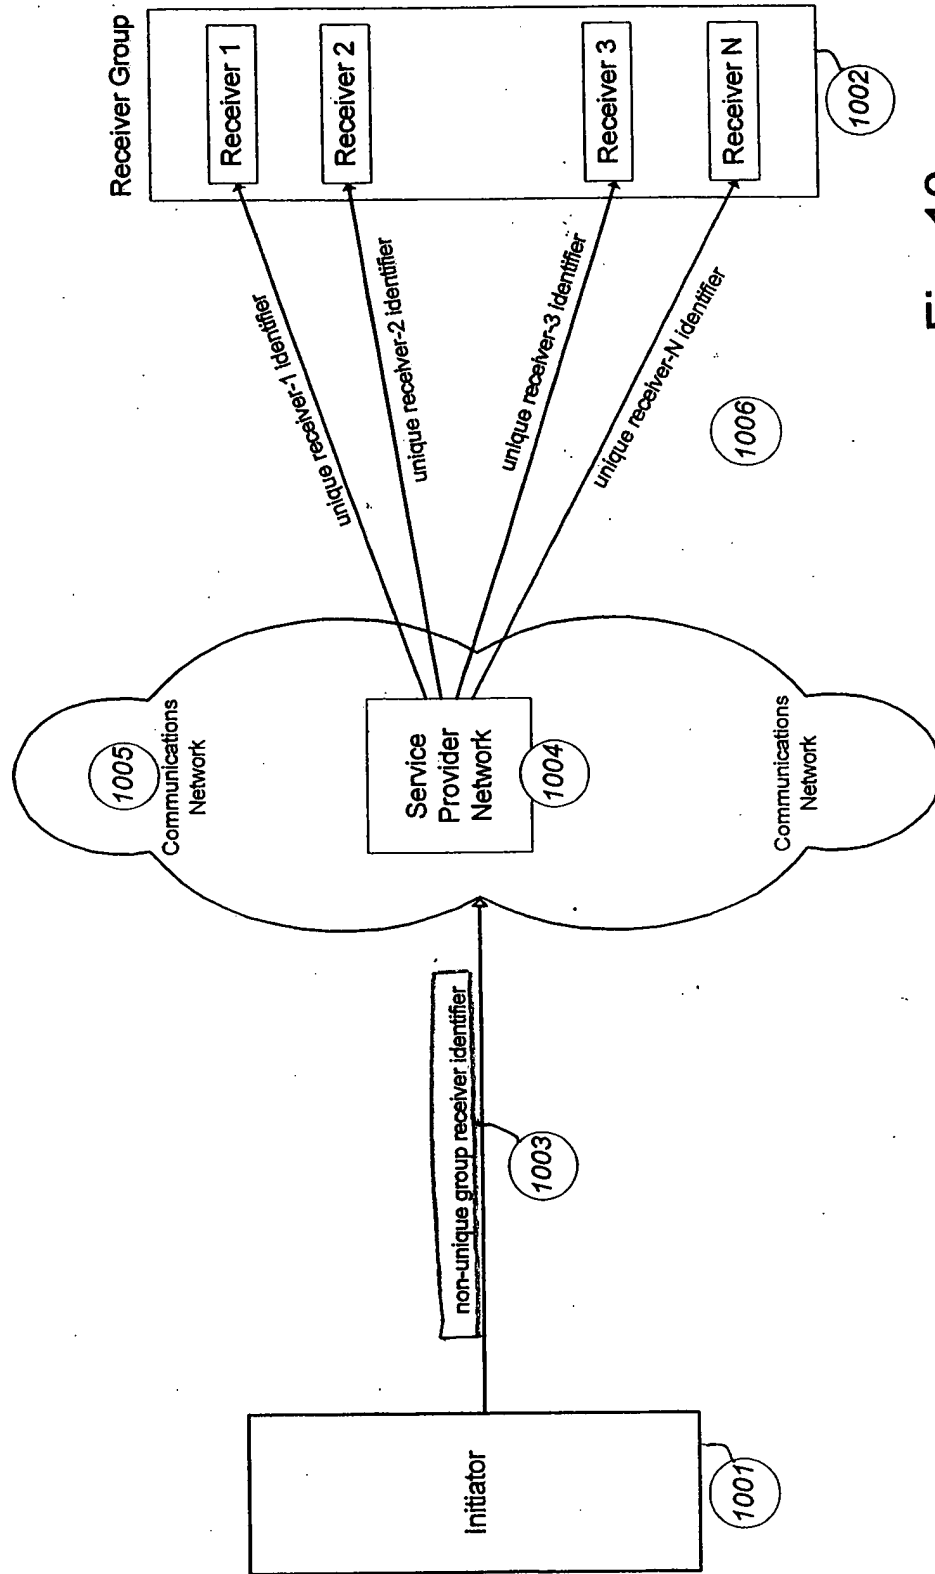 Initiator
1001
non-unique group receiver identifier
1003
1005
Communications
Network
Service
Provider
Network
1004
Communications
Network
unique receiver-1 identifier
unique receiver-2 identifier
unique receiver-3 identifier
unique receiver-N identifier
1006
Receiver Group
Receiver 1
Receiver 2
Receiver 3
Receiver N
1002